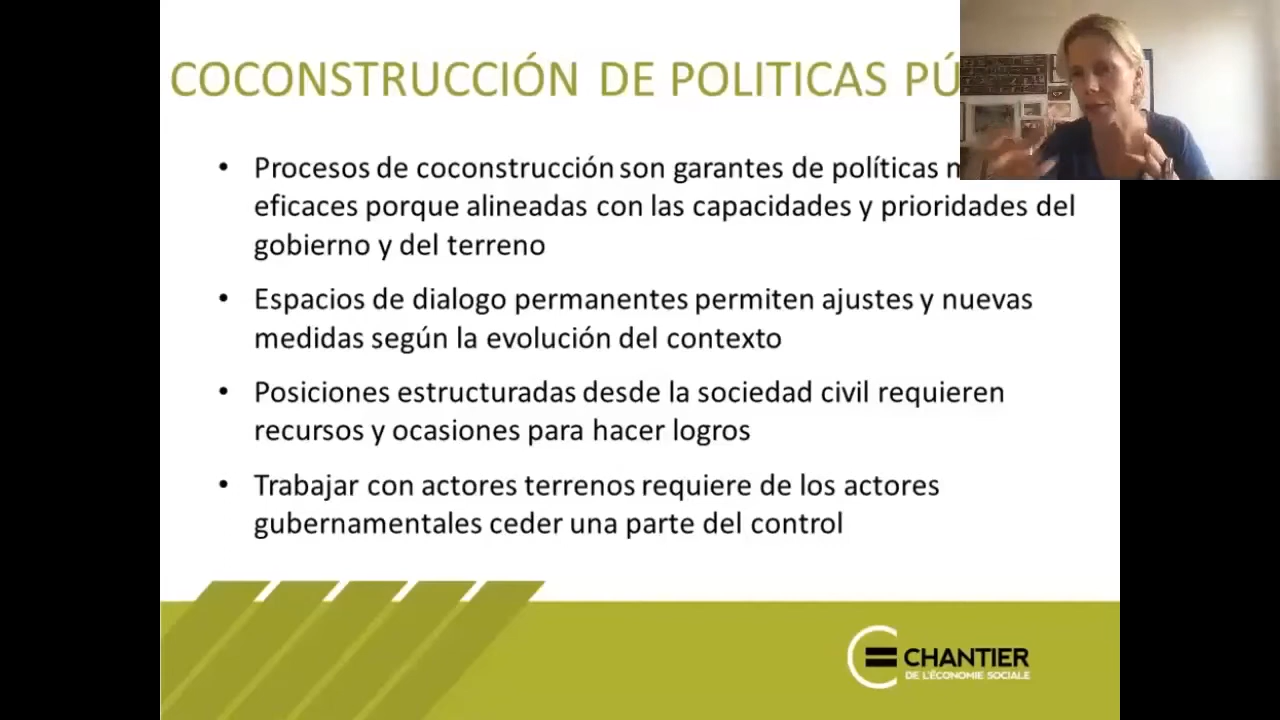 COCONSTRUCCIÓN DE POLITICAS
• Procesos de coconstrucción son garantes de políticas
eficaces porque alineadas con las capacidades y prioridades del
gobierno y del terreno
• Espacios de dialogo permanentes permiten ajustes y nuevas
medidas según la evolución del contexto
• Posiciones estructuradas desde la sociedad civil requieren
recursos y ocasiones para hacer logros
• Trabajar con actores terrenos requiere de los actores
gubernamentales ceder una parte del control
CHANTIER
DE L'ÉCONOMIE SOCIALE